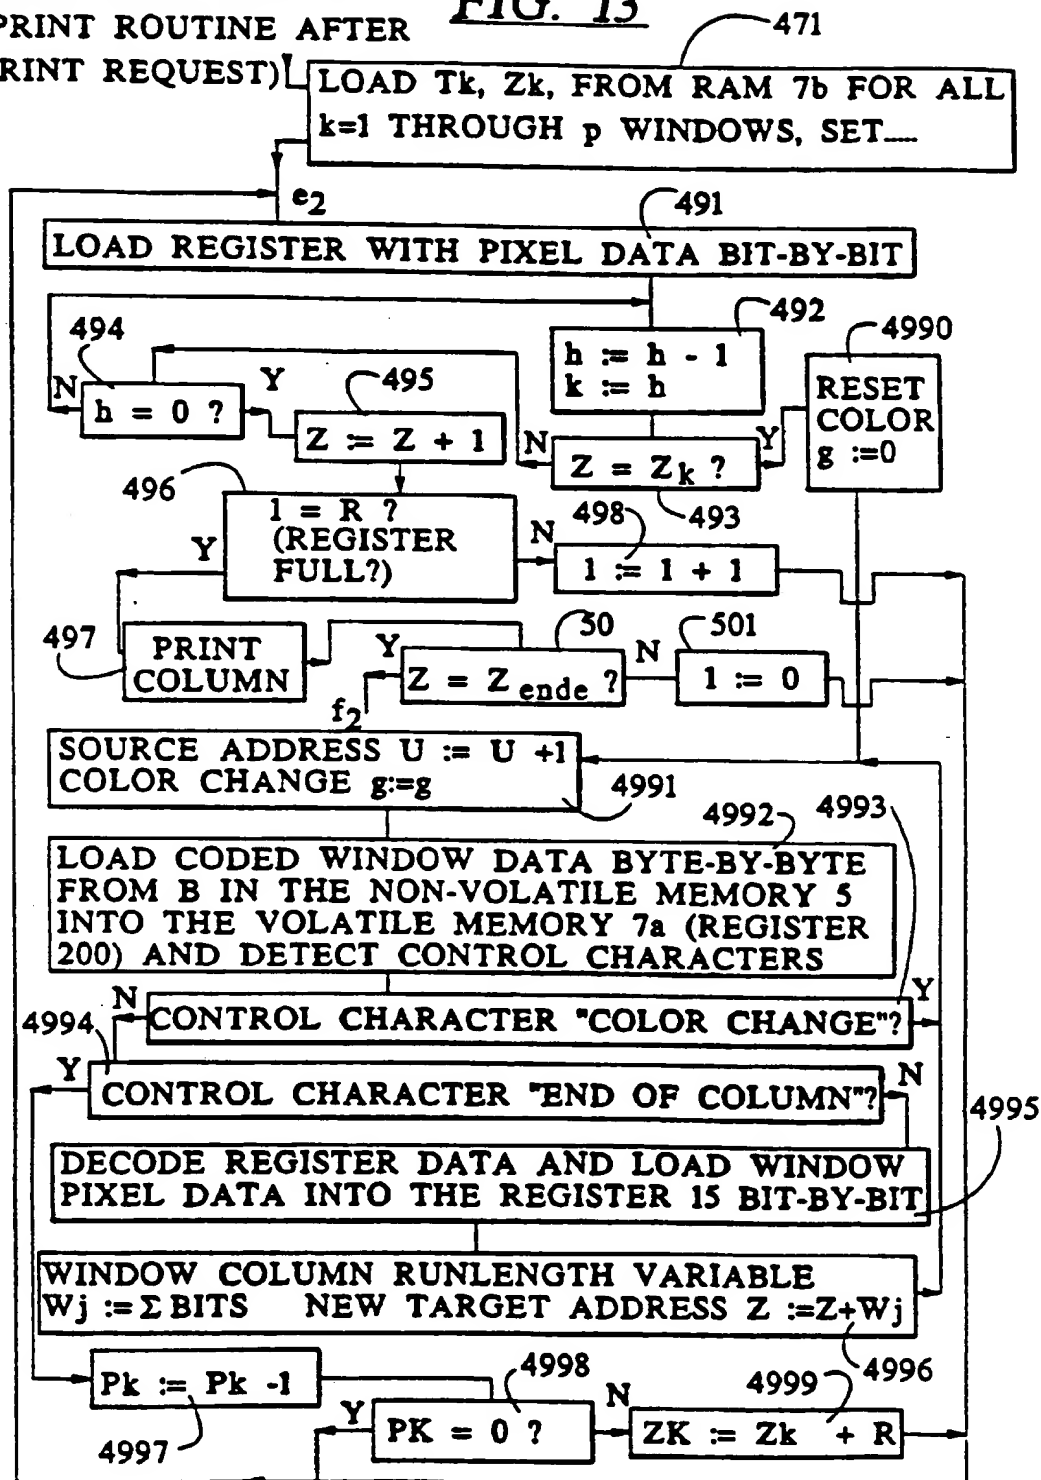 FIG. 13
PRINT ROUTINE AFTER
RINT REQUEST)
471
LOAD Tk, Zk, FROM RAM 7b FOR ALL
k=1 THROUGH p WINDOWS, SET.....
e2
491
LOAD REGISTER WITH PIXEL DATA BIT-BY-BIT
492
h := h - 1
k := h
4990
RESET
COLOR
g :=0
494
N
h = 0 ?
Y
495
Z := Z + 1
N
Z = Zk ?
Y
493
496
1 = R ?
(REGISTER
FULL?)
Y
N
498
1 := 1 + 1
497
PRINT
COLUMN
50
Y
Z = Z ende ?
N
f2
501
1 := 0
SOURCE ADDRESS U := U +1
COLOR CHANGE g:=g
4991
4992
4993
LOAD CODED WINDOW DATA BYTE-BY-BYTE
FROM B IN THE NON-VOLATILE MEMORY 5
INTO THE VOLATILE MEMORY 7a (REGISTER
200) AND DETECT CONTROL CHARACTERS
N
CONTROL CHARACTER "COLOR CHANGE"?
Y
4994
Y
CONTROL CHARACTER "END OF COLUMN"?
N
4995
DECODE REGISTER DATA AND LOAD WINDOW
PIXEL DATA INTO THE REGISTER 15 BIT-BY-BIT
WINDOW COLUMN RUNLENGTH VARIABLE
Wj := Σ BITS NEW TARGET ADDRESS Z :=Z+Wj
4996
Pk := Pk -1
4997
4998
Y
PK = 0 ?
N
4999
ZK := Zk + R